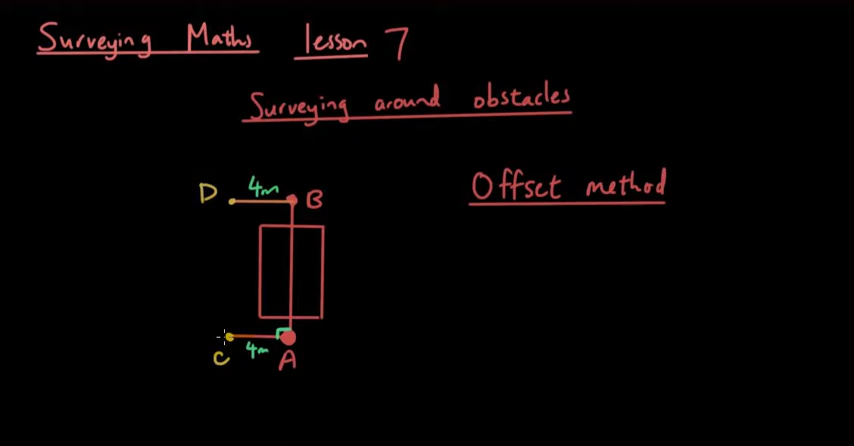 Surveying Maths lesson 7
Surveying around obstacles
Offset method
D 4m B
C 4m A